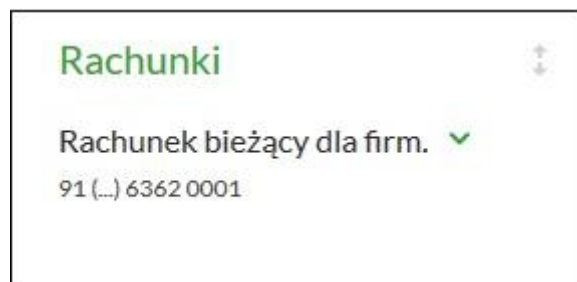 Rachunki
Rachunek bieżący dla firm.
91 (...) 6362 0001